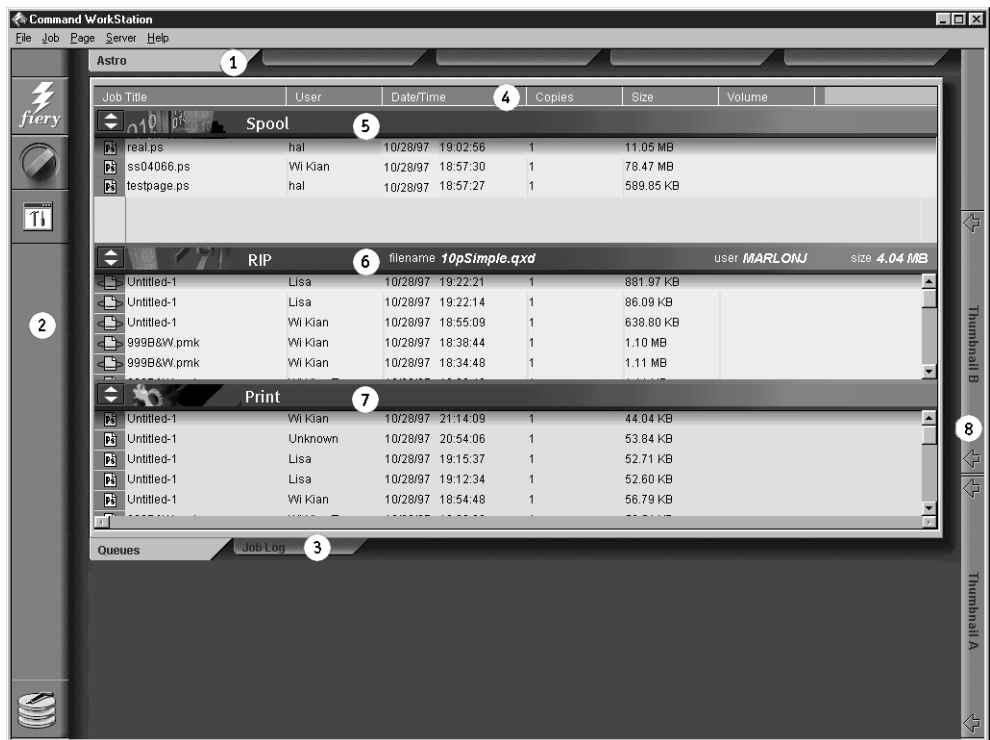 Command WorkStation
File Job Page Server Help
Astro 1
Job Title User Date/Time 4 Copies Size Volume
fiery
Spool 5
real.ps hal 10/28/97 19:02:56 1 11.05 MB
ss04066.ps Wi Kian 10/28/97 18:57:30 1 78.47 MB
testpage.ps hal 10/28/97 18:57:27 1 589.85 KB
RIP 6 filename 10pSimple.qxd user MARLONJ size 4.04 MB
Untitled-1 Lisa 10/28/97 19:22:21 1 881.97 KB
Untitled-1 Lisa 10/28/97 19:22:14 1 86.09 KB
2
Untitled-1 Wi Kian 10/28/97 18:55:09 1 638.80 KB
999B&W.pmk Wi Kian 10/28/97 18:38:44 1 1.10 MB
999B&W.pmk Wi Kian 10/28/97 18:34:48 1 1.11 MB
Thumbnail B
Print 7
Untitled-1 Wi Kian 10/28/97 21:14:09 1 44.04 KB
Untitled-1 Unknown 10/28/97 20:54:06 1 53.84 KB
8
Untitled-1 Lisa 10/28/97 19:15:37 1 52.71 KB
Untitled-1 Lisa 10/28/97 19:12:34 1 52.60 KB
Untitled-1 Wi Kian 10/28/97 18:54:48 1 56.79 KB
Queues Job Log 3
Thumbnail A